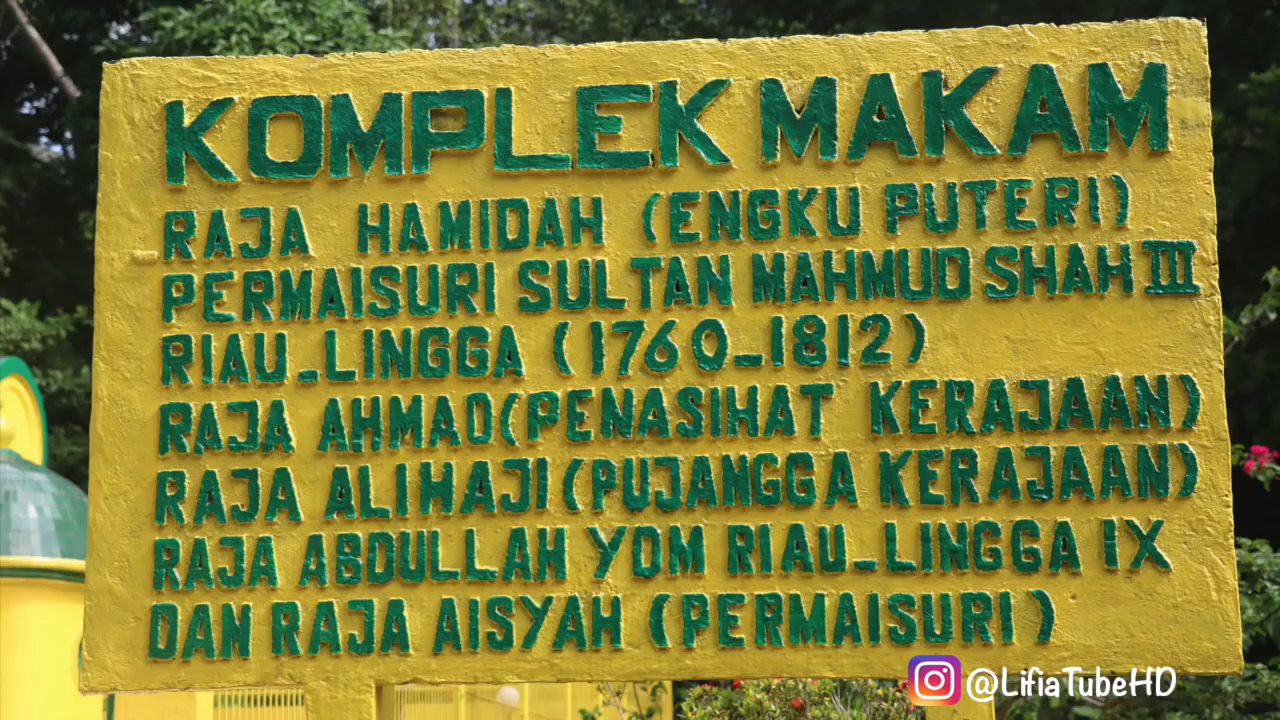 KOMPLEK MAKAM
RAJA HAMIDAH (ENGKU PUTERI)
PERMAISURI SULTAN MAHMUD SHAH III
RIAU_LINGGA (1760_1812)
RAJA AHMAD (PENASIHAT KERAJAAN)
RAJA ALI HAJI (PUJANGGA KERAJAAN)
RAJA ABDULLAH YDM RIAU_LINGGA IX
DAN RAJA AISYAH (PERMAISURI)
@LifiaTubeHD